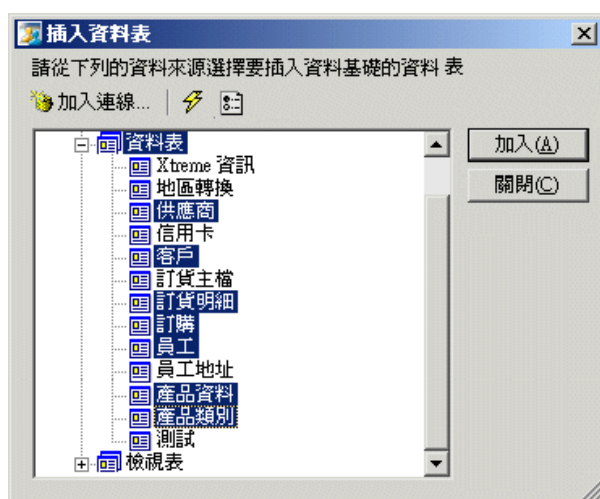 插入資料表
請從下列的資料來源選擇要插入資料基礎的資料 表
加入連線...
資料表
Xtreme 資訊
地區轉換
供應商
信用卡
客戶
訂貨主檔
訂貨明細
訂購
員工
員工地址
產品資料
產品類別
測試
檢視表
加入(A)
關閉(C)